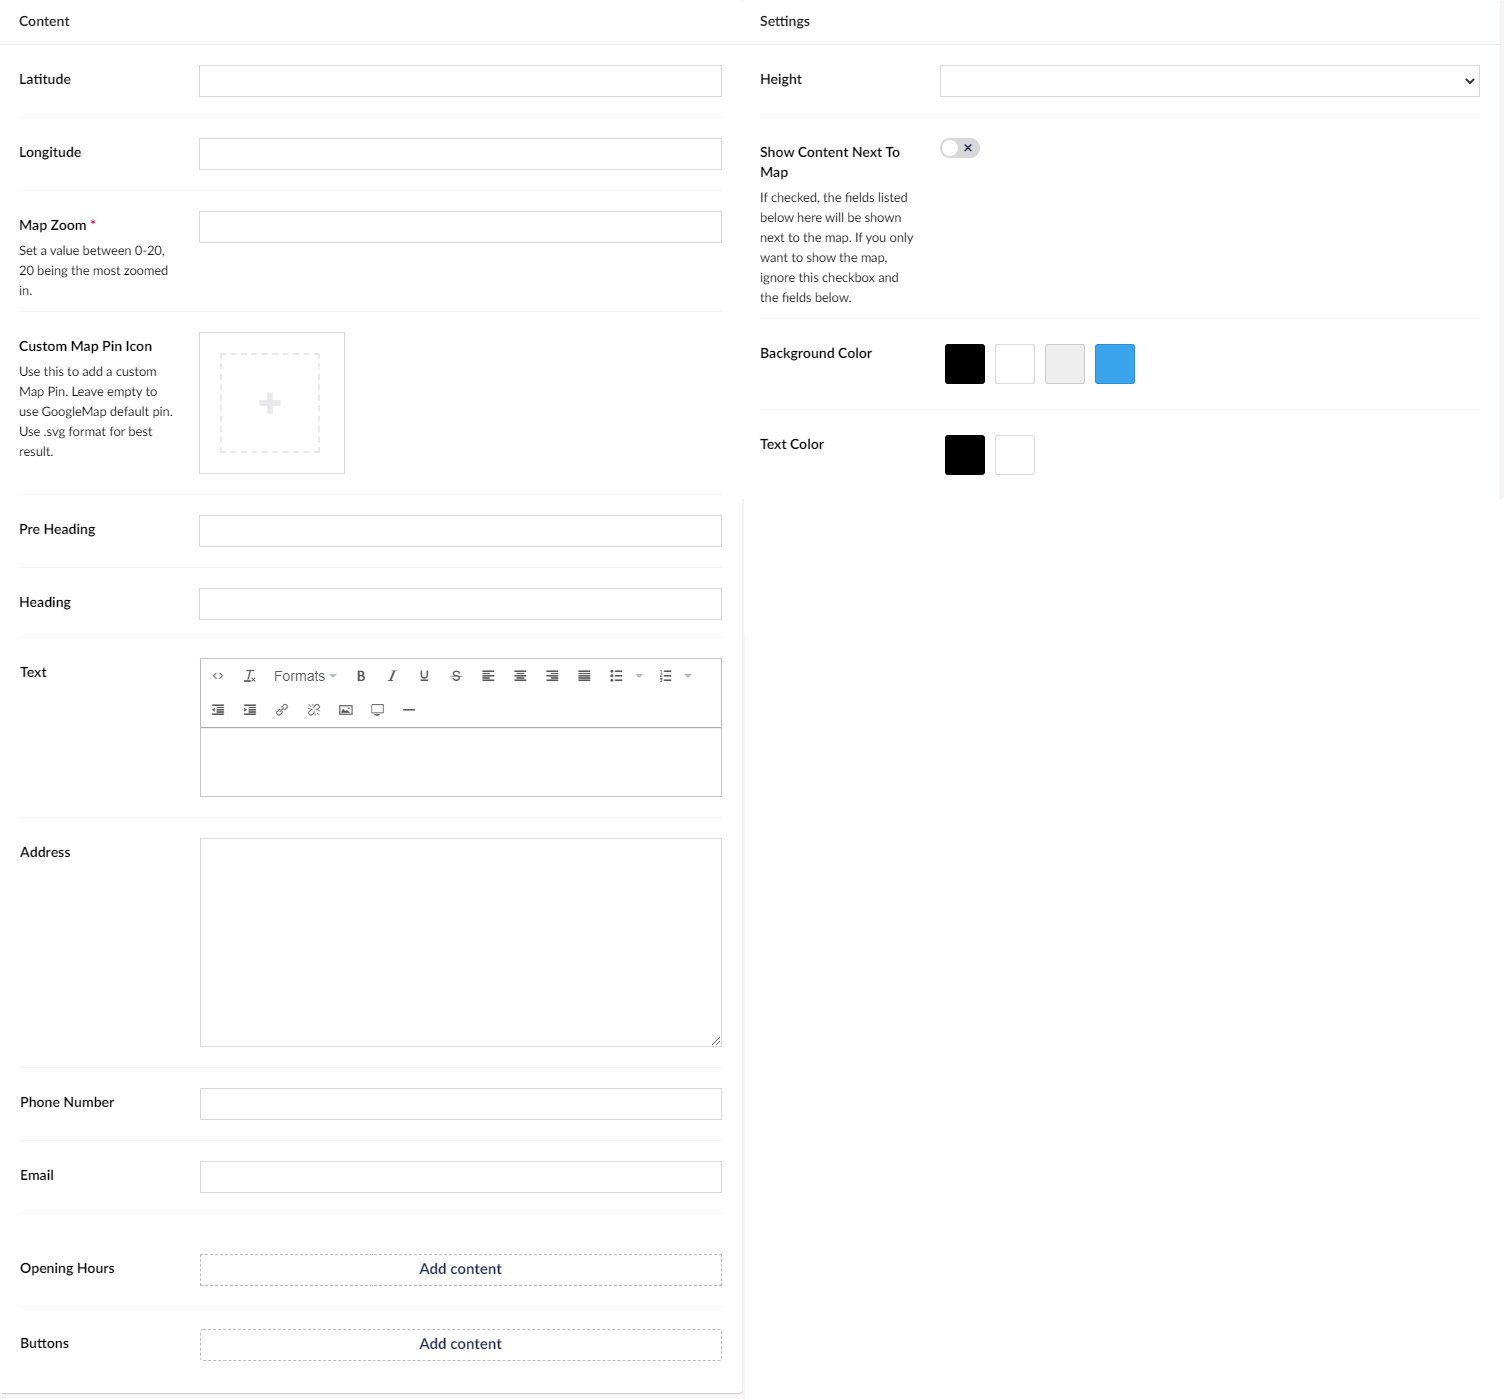 Content
Latitude
Longitude
Map Zoom *
Set a value between 0-20,
20 being the most zoomed
in.
Custom Map Pin Icon
Use this to add a custom
Map Pin. Leave empty to
use GoogleMap default pin.
Use .svg format for best
result.
Pre Heading
Heading
Text
Formats
Address
Phone Number
Email
Opening Hours
Add content
Buttons
Add content
Settings
Height
Show Content Next To
Map
If checked, the fields listed
below here will be shown
next to the map. If you only
want to show the map,
ignore this checkbox and
the fields below.
Background Color
Text Color